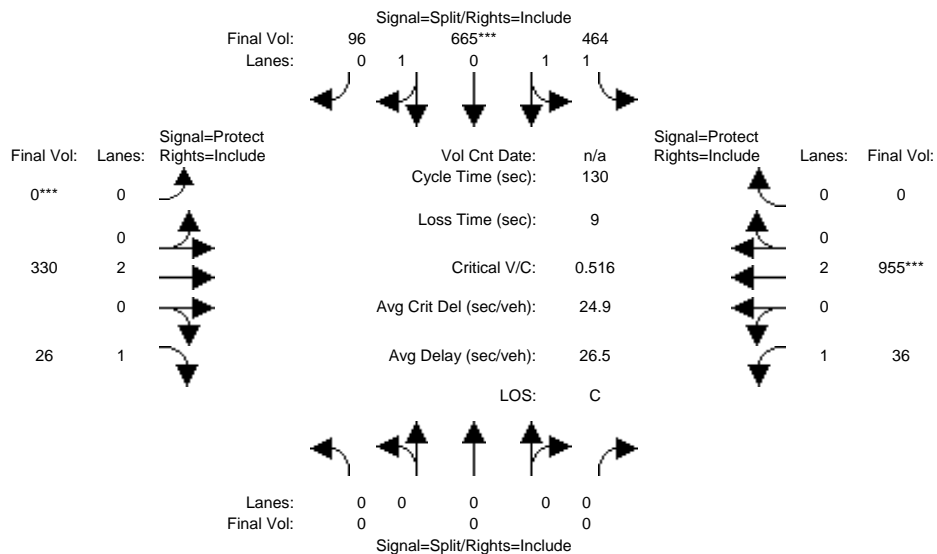 Signal=Split/Rights=Include
Final Vol: 96 665*** 464
Lanes: 0 1 0 1 1
Signal=Protect
Final Vol: Lanes: Rights=Include
Vol Cnt Date: n/a
Signal=Protect
Rights=Include Lanes: Final Vol:
Cycle Time (sec): 130
0*** 0
0 0
Loss Time (sec): 9
0
0
330 2
Critical V/C: 0.516
2 955***
0
Avg Crit Del (sec/veh): 24.9
0
26 1
Avg Delay (sec/veh): 26.5
1 36
LOS: C
Lanes: 0 0 0 0 0
Final Vol: 0 0 0
Signal=Split/Rights=Include